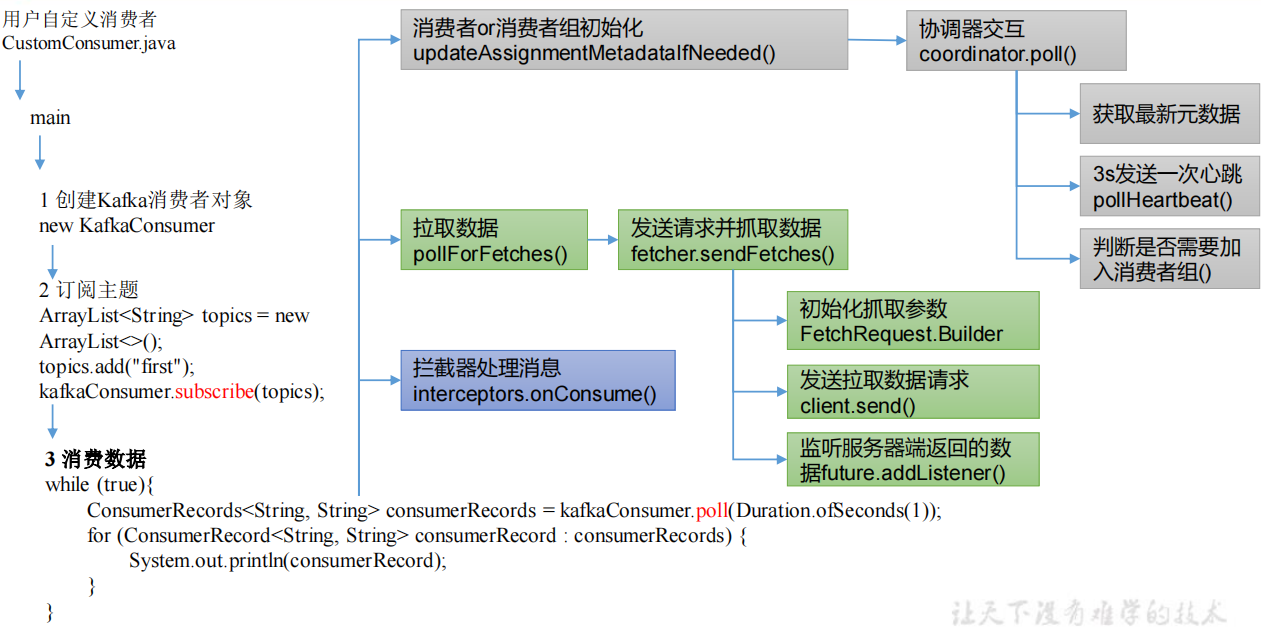 用户自定义消费者
CustomConsumer.java
main
1 创建Kafka消费者对象
new KafkaConsumer
2 订阅主题
ArrayList<String> topics = new
ArrayList<>();
topics.add("first");
kafkaConsumer.subscribe(topics);
3 消费数据
while (true){
ConsumerRecords<String, String> consumerRecords = kafkaConsumer.poll(Duration.ofSeconds(1));
for (ConsumerRecord<String, String> consumerRecord : consumerRecords) {
System.out.println(consumerRecord);
}
}
消费者or消费者组初始化
updateAssignmentMetadataIfNeeded()
协调器交互
coordinator.poll()
获取最新元数据
3s发送一次心跳
pollHeartbeat()
判断是否需要加
入消费者组()
拉取数据
pollForFetches()
发送请求并抓取数据
fetcher.sendFetches()
初始化抓取参数
FetchRequest.Builder
发送拉取数据请求
client.send()
监听服务器端返回的数
据future.addListener()
拦截器处理消息
interceptors.onConsume()
让天下没有难学的技术